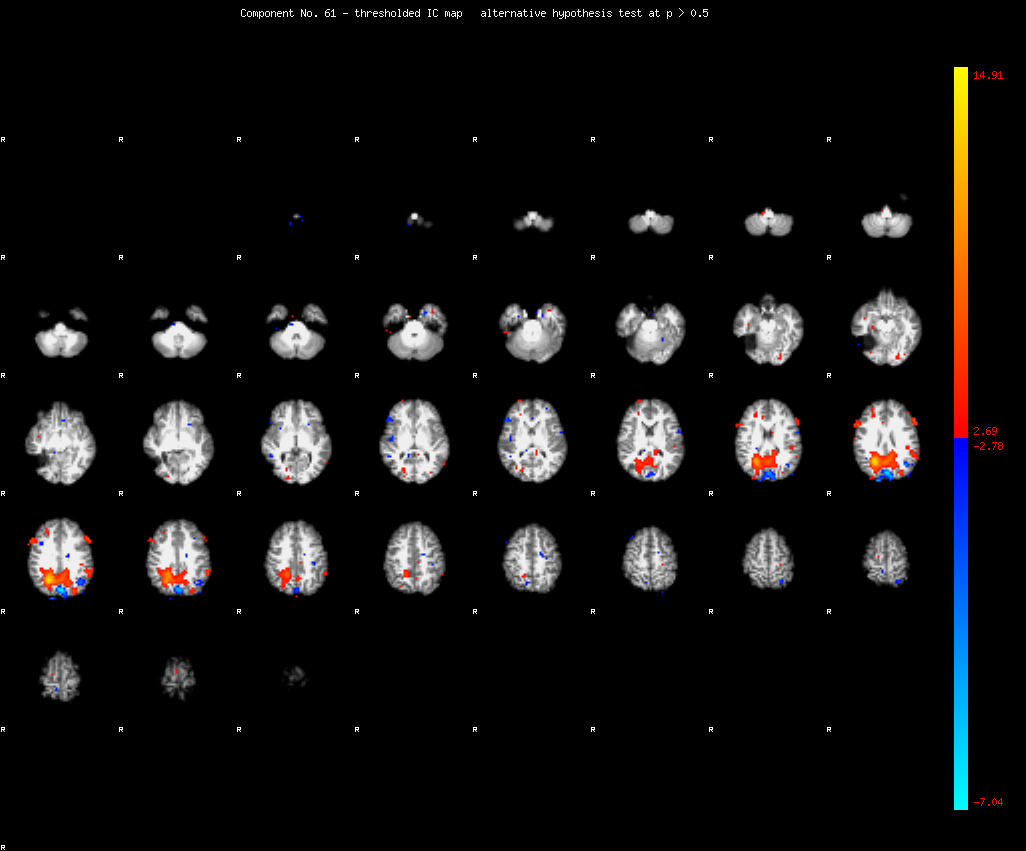 Component No. 61 - thresholded IC map   alternative hypothesis test at p > 0.5
14.91
R R R R R R R R
R R R R R R R R
R R R R R R R R
2.69
-2.78
R R R R R R R R
R R R R R R R R
R R R R R R R R
-7.04
R